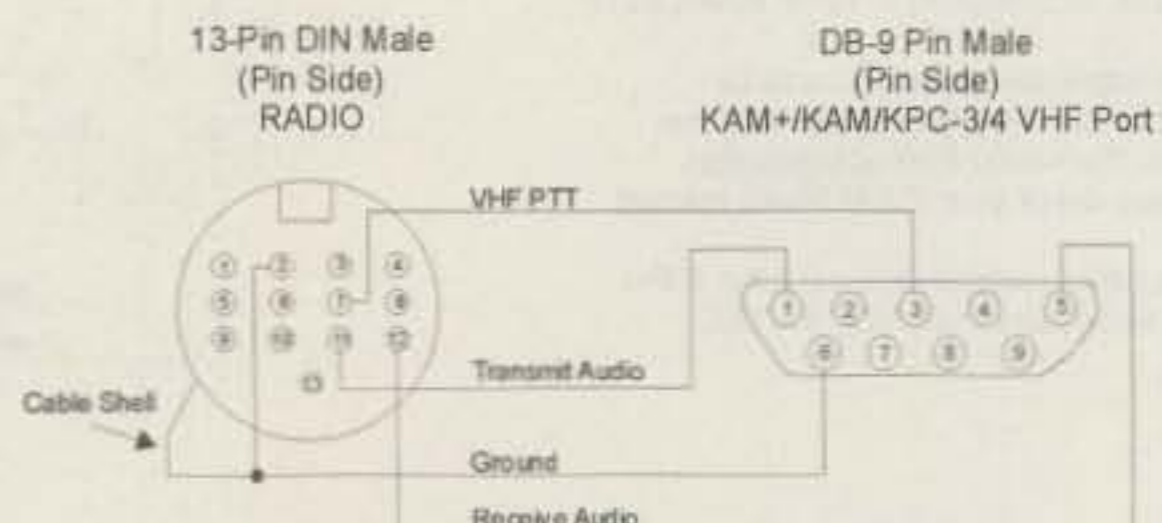 13-Pin DIN Male
(Pin Side)
RADIO
DB-9 Pin Male
(Pin Side)
KAM+/KAM/KPC-3/4 VHF Port
VHF PTT
1 2 3 4
5 6 7 8
9 10 11 12
13
1 2 3 4 5
6 7 8 9
Transmit Audio
Cable Shell
Ground
Receive Audio